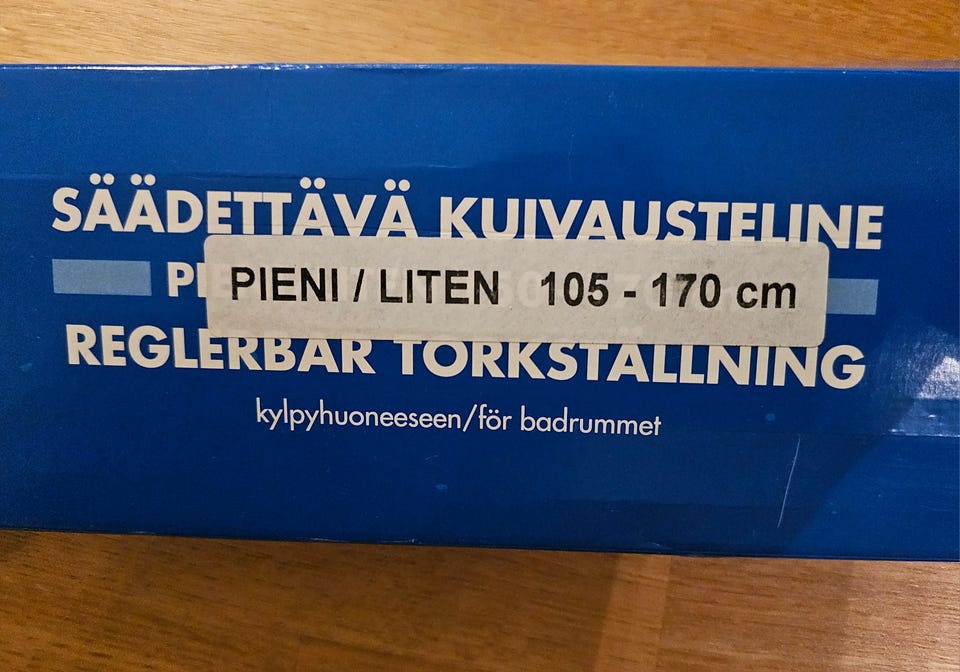 SÄÄDETTÄVÄ KUIVAUSTELINE
PIENI / LITEN 105 - 170 cm
REGLERBAR TORKSTÄLLNING
kylpyhuoneeseen/för badrummet